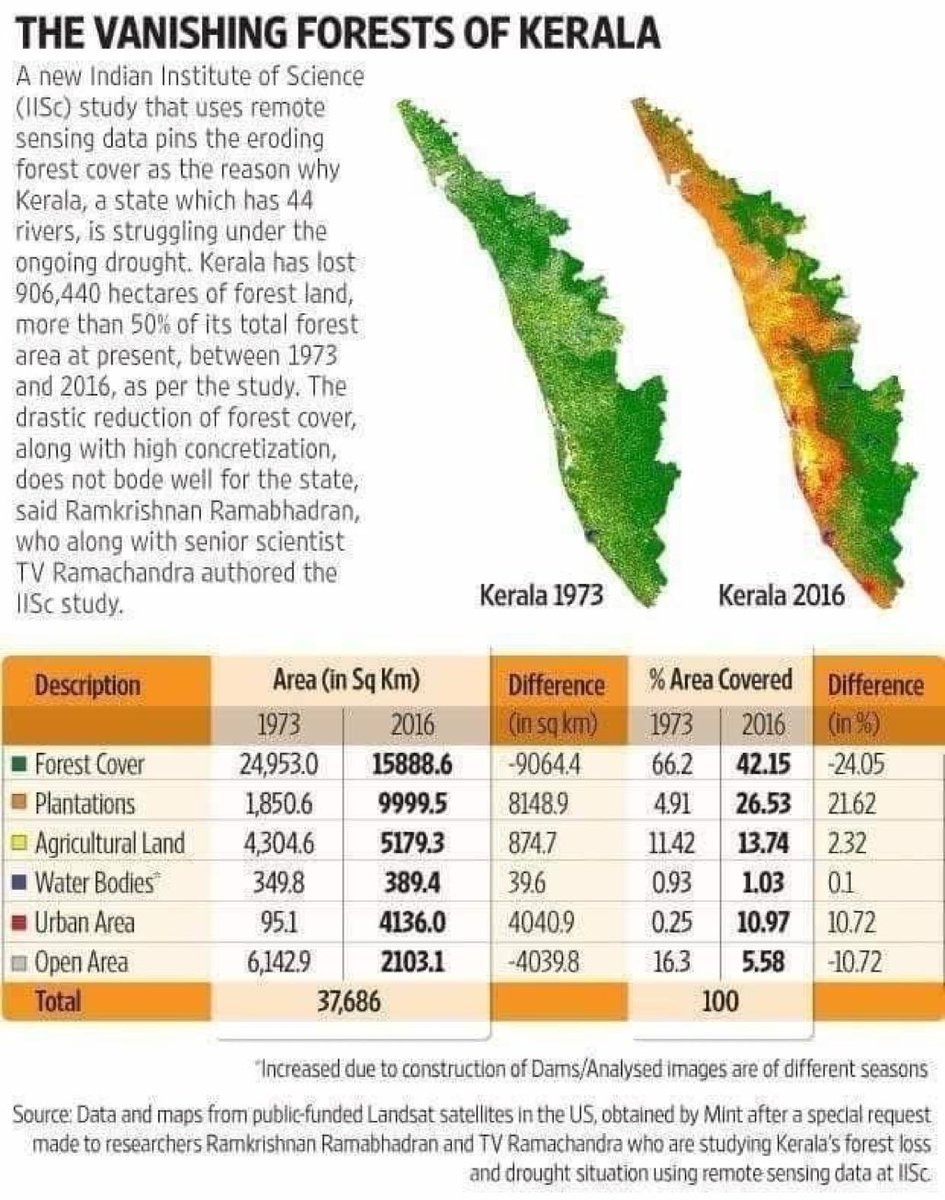 THE VANISHING FORESTS OF KERALA
A new Indian Institute of Science
(IISc) study that uses remote
sensing data pins the eroding
forest cover as the reason why
Kerala, a state which has 44
rivers, is struggling under the
ongoing drought. Kerala has lost
906,440 hectares of forest land,
more than 50% of its total forest
area at present, between 1973
and 2016, as per the study. The
drastic reduction of forest cover,
along with high concretization,
does not bode well for the state,
said Ramkrishnan Ramabhadran,
who along with senior scientist
TV Ramachandra authored the
IISc study.
Kerala 1973
Kerala 2016
Description Area (in Sq Km) Difference % Area Covered Difference
1973 2016 (in sq km) 1973 2016 (in %)
Forest Cover 24,953.0 15888.6 -9064.4 66.2 42.15 -24.05
Plantations 1,850.6 9999.5 8148.9 4.91 26.53 21.62
Agricultural Land 4,304.6 5179.3 874.7 11.42 13.74 2.32
Water Bodies* 349.8 389.4 39.6 0.93 1.03 0.1
Urban Area 95.1 4136.0 4040.9 0.25 10.97 10.72
Open Area 6,142.9 2103.1 -4039.8 16.3 5.58 -10.72
Total 37,686 100
*Increased due to construction of Dams/Analysed images are of different seasons
Source: Data and maps from public-funded Landsat satellites in the US, obtained by Mint after a special request
made to researchers Ramkrishnan Ramabhadran and TV Ramachandra who are studying Kerala's forest loss
and drought situation using remote sensing data at IISc.